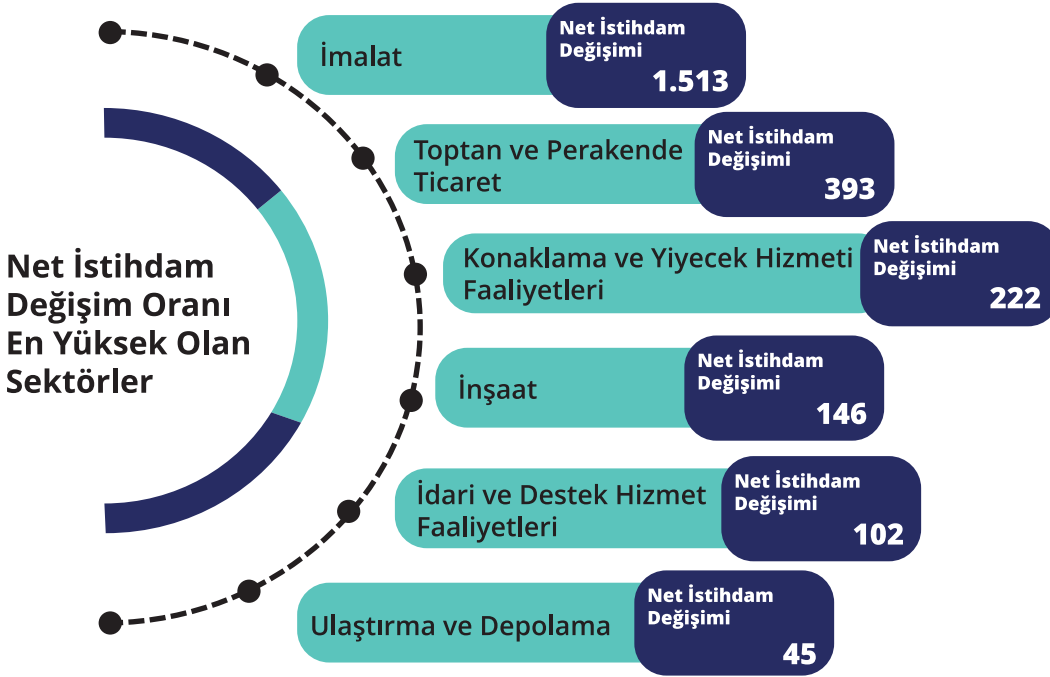 Net İstihdam
Değişim Oranı
En Yüksek Olan
Sektörler
İmalat
Net İstihdam
Değişimi
1.513
Toptan ve Perakende
Ticaret
Net İstihdam
Değişimi
393
Konaklama ve Yiyecek Hizmeti
Faaliyetleri
Net İstihdam
Değişimi
222
İnşaat
Net İstihdam
Değişimi
146
İdari ve Destek Hizmet
Faaliyetleri
Net İstihdam
Değişimi
102
Ulaştırma ve Depolama
Net İstihdam
Değişimi
45